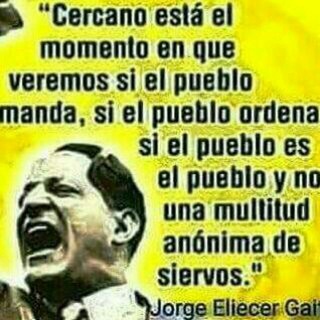 "Cercano está el
momento en que
veremos si el pueblo
manda, si el pueblo ordena
si el pueblo es
el pueblo y no
una multitud
anónima de
siervos."
Jorge Eliecer Gait